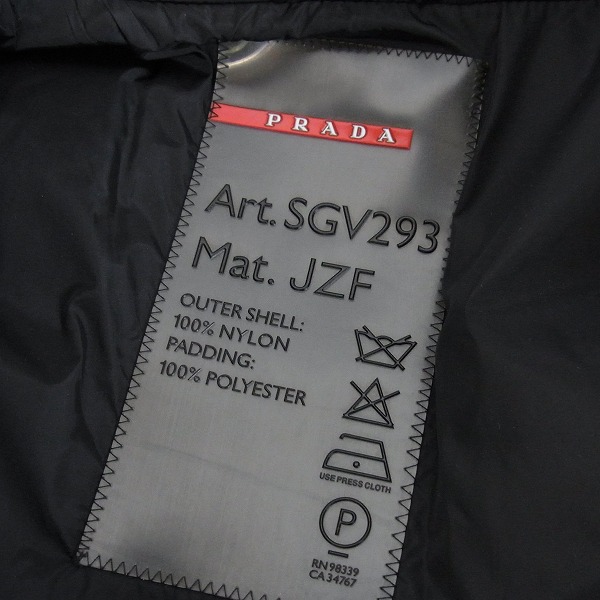 PRADA
Art. SGV293
Mat. JZF
OUTER SHELL:
100% NYLON
PADDING:
100% POLYESTER
USE PRESS CLOTH
P
RN 98339
CA 34767